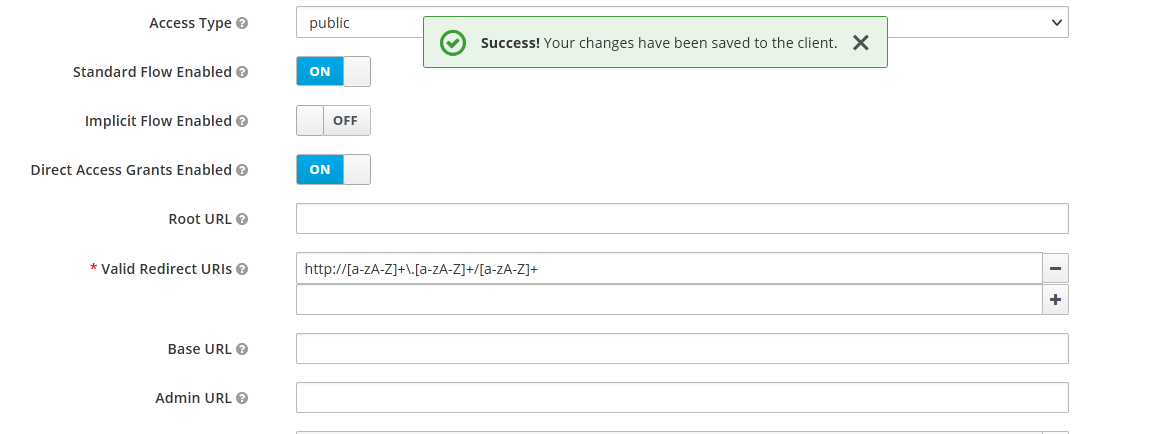 Access Type
public
Success! Your changes have been saved to the client.
Standard Flow Enabled
ON
Implicit Flow Enabled
OFF
Direct Access Grants Enabled
ON
Root URL
* Valid Redirect URIs
http://[a-zA-Z]+\.[a-zA-Z]+/[a-zA-Z]+
Base URL
Admin URL